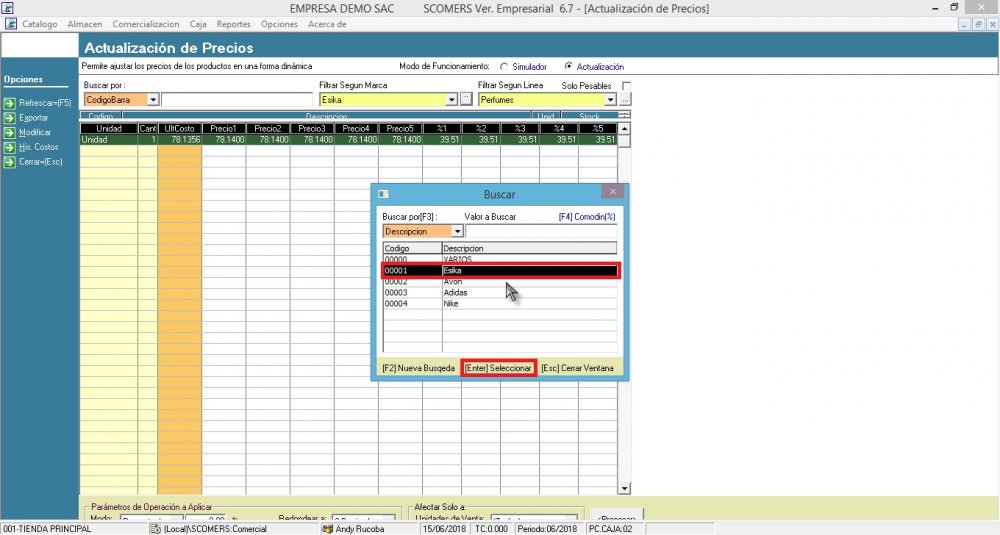 EMPRESA DEMO SAC SCOMERS Ver. Empresarial 6.7 - [Actualización de Precios]
Catalogo Almacen Comercializacion Caja Reportes Opciones Acerca de
Actualización de Precios
Permite ajustar los precios de los productos en una forma dinámica Modo de Funcionamiento: Simulador Actualización
Opciones
Refrescar=(F5)
Exportar
Modificar
His. Costos
Cerrar=(Esc)
Buscar por : Filtrar Segun Marca Filtrar Segun Linea Solo Pesables
CodigoBarra Esika Perfumes
Codigo Descripcion Unid Stock
Unidad Cant UltCosto Precio1 Precio2 Precio3 Precio4 Precio5 %1 %2 %3 %4 %5
Unidad 1 78.1356 78.1400 78.1400 78.1400 78.1400 78.1400 39.51 39.51 39.51 39.51 39.51
Buscar
Buscar por[F3] : Valor a Buscar [F4] Comodin(%)
Descripcion
Codigo Descripcion
00000 VARIOS
00001 Esika
00002 Avon
00003 Adidas
00004 Nike
[F2] Nueva Busqeda [Enter] Seleccionar [Esc] Cerrar Ventana
Parámetros de Operación a Aplicar Afectar Solo a:
Modo: 0.00 % Redondear a: Unidades de Venta: (Procesar)
001-TIENDA PRINCIPAL (Local)\SCOMERS:Comercial Andy Rucoba 15/06/2018 TC:0.000 Periodo:06/2018 PC.CAJA:02